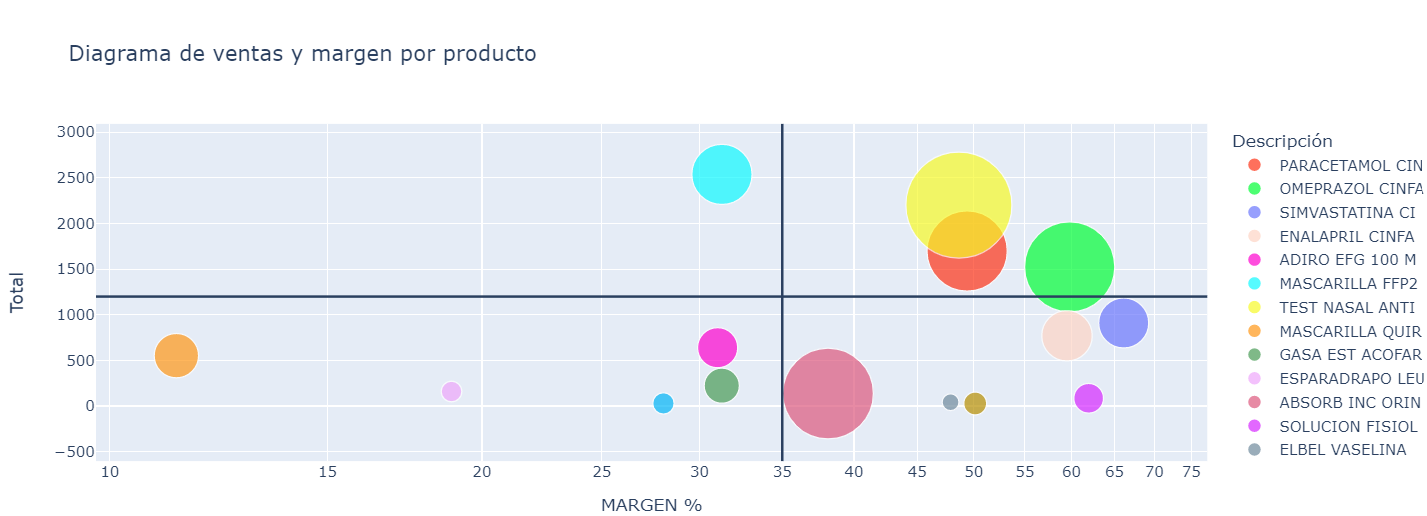 Diagrama de ventas y margen por producto
Total
3000
2500
2000
1500
1000
500
0
−500
10
15
20
25
30
35
40
45
50
55
60
65
70
75
MARGEN %
Descripción
PARACETAMOL CIN
OMEPRAZOL CINFA
SIMVASTATINA CI
ENALAPRIL CINFA
ADIRO EFG 100 M
MASCARILLA FFP2
TEST NASAL ANTI
MASCARILLA QUIR
GASA EST ACOFAR
ESPARADRAPO LEU
ABSORB INC ORIN
SOLUCION FISIOL
ELBEL VASELINA